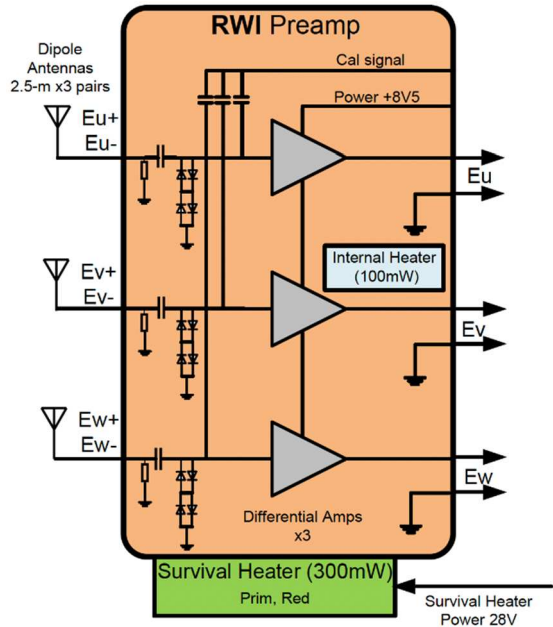 RWI Preamp
Dipole
Antennas
2.5-m x3 pairs
Cal signal
Power +8V5
Eu+
Eu-
Eu
Internal Heater
(100mW)
Ev+
Ev-
Ev
Ew+
Ew-
Ew
Differential Amps
x3
Survival Heater (300mW)
Prim, Red
Survival Heater
Power 28V